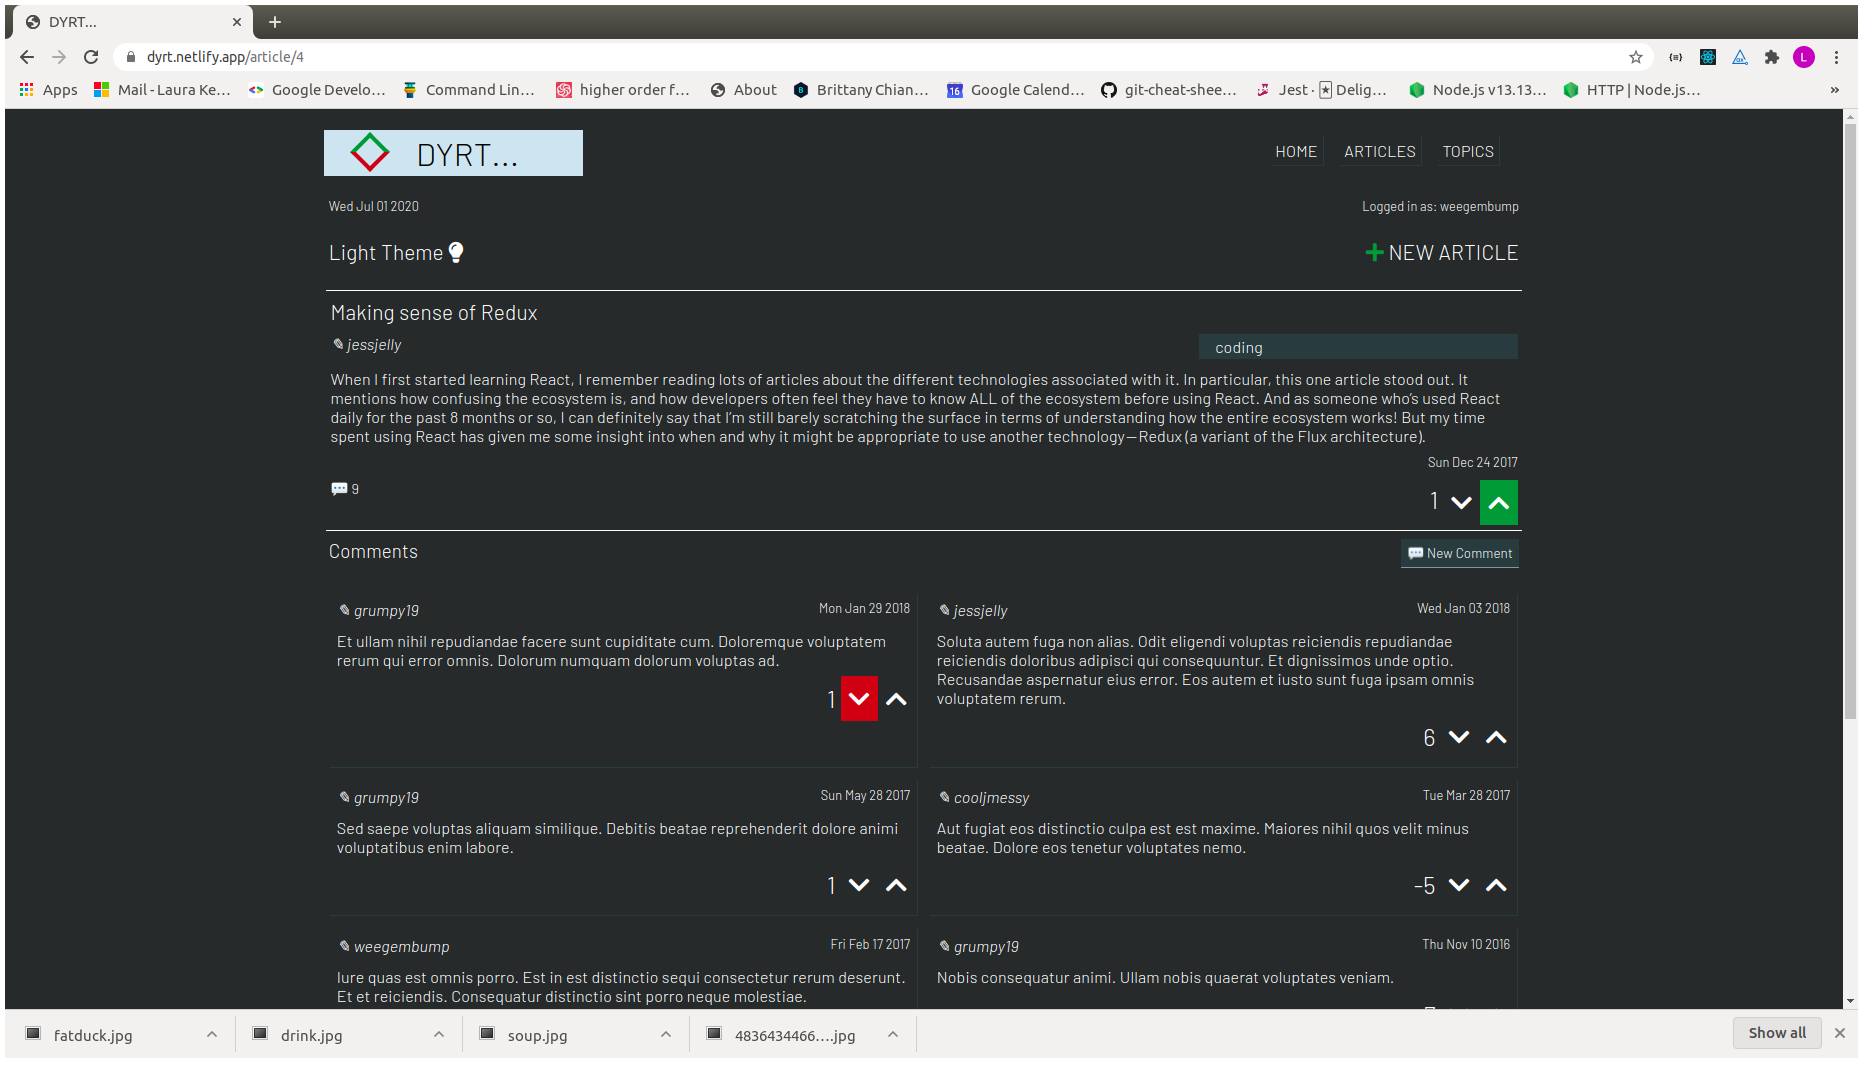 DYRT...
dyrt.netlify.app/article/4
L
Apps Mail - Laura Ke... Google Develo... Command Lin... higher order f... About Brittany Chian... 16 Google Calend... git-cheat-shee... Jest · Delig... Node.js v13.13... HTTP | Node.js... »
DYRT...
HOME ARTICLES TOPICS
Wed Jul 01 2020 Logged in as: weegembump
Light Theme NEW ARTICLE
Making sense of Redux
jessjelly coding
When I first started learning React, I remember reading lots of articles about the different technologies associated with it. In particular, this one article stood out. It
mentions how confusing the ecosystem is, and how developers often feel they have to know ALL of the ecosystem before using React. And as someone who’s used React
daily for the past 8 months or so, I can definitely say that I’m still barely scratching the surface in terms of understanding how the entire ecosystem works! But my time
spent using React has given me some insight into when and why it might be appropriate to use another technology — Redux (a variant of the Flux architecture).
Sun Dec 24 2017
9 1
Comments New Comment
grumpy19 Mon Jan 29 2018
Et ullam nihil repudiandae facere sunt cupiditate cum. Doloremque voluptatem
rerum qui error omnis. Dolorum numquam dolorum voluptas ad.
1
jessjelly Wed Jan 03 2018
Soluta autem fuga non alias. Odit eligendi voluptas reiciendis repudiandae
reiciendis doloribus adipisci qui consequuntur. Et dignissimos unde optio.
Recusandae aspernatur eius error. Eos autem et iusto sunt fuga ipsam omnis
voluptatem rerum.
6
grumpy19 Sun May 28 2017
Sed saepe voluptas aliquam similique. Debitis beatae reprehenderit dolore animi
voluptatibus enim labore.
1
cooljmessy Tue Mar 28 2017
Aut fugiat eos distinctio culpa est est maxime. Maiores nihil quos velit minus
beatae. Dolore eos tenetur voluptates nemo.
-5
weegembump Fri Feb 17 2017
Iure quas est omnis porro. Est in est distinctio sequi consectetur rerum deserunt.
Et et reiciendis. Consequatur distinctio sint porro neque molestiae.
grumpy19 Thu Nov 10 2016
Nobis consequatur animi. Ullam nobis quaerat voluptates veniam.
fatduck.jpg drink.jpg soup.jpg 4836434466....jpg Show all